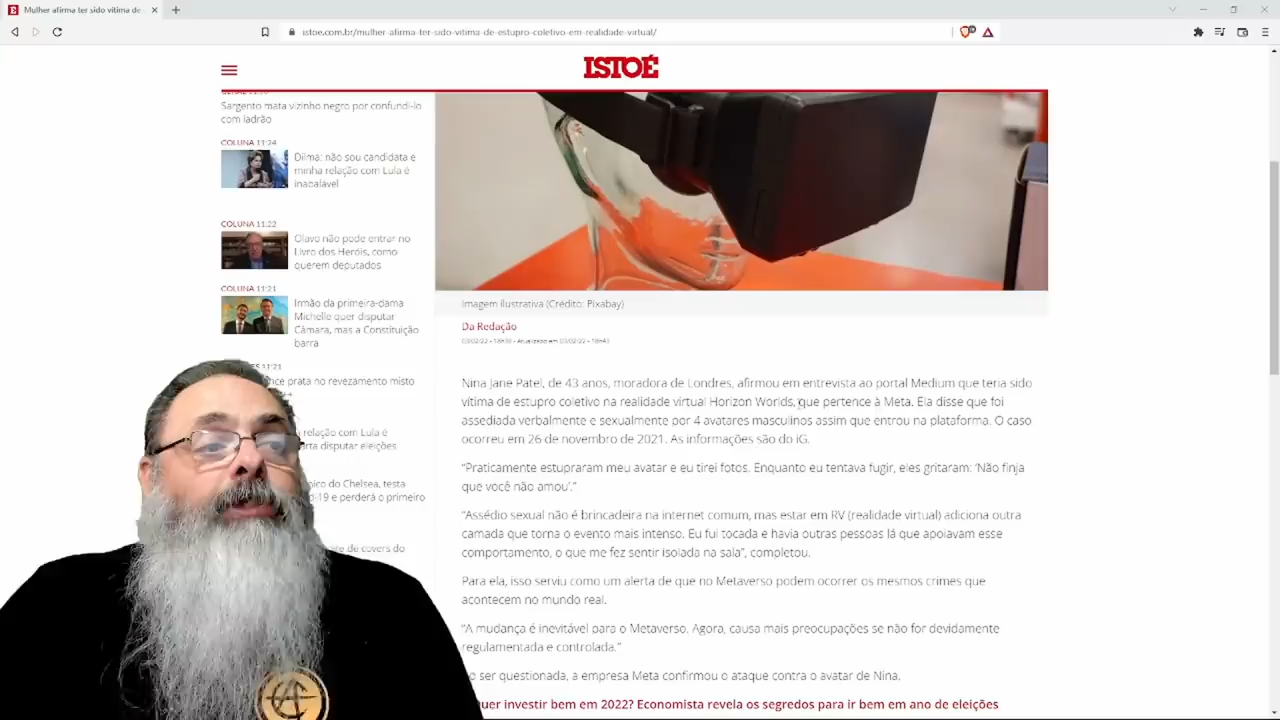 Mulher afirma ter sido vítima de
istoe.com.br/mulher-afirma-ter-sido-vitima-de-estupro-coletivo-em-realidade-virtual/
ISTOÉ
Sargento mata vizinho negro por confundi-lo
com ladrão
COLUNA 11:24
Dilma: não sou candidata e
minha relação com Lula é
inabalável
COLUNA 11:22
Olavo não pode entrar no
Livro dos Heróis, como
querem deputados
COLUNA 11:21
Irmão da primeira-dama
Michelle quer disputar
Câmara, mas a Constituição
barra
11:21
prata no revezamento misto
relação com Lula é
disputar eleições
do Chelsea, testa
-19 e perderá o primeiro
de covers do
Imagem ilustrativa (Crédito: Pixabay)
Da Redação
03/02/22 - 18h30 - Atualizado em 03/02/22 - 18h43
Nina Jane Patel, de 43 anos, moradora de Londres, afirmou em entrevista ao portal Medium que teria sido
vítima de estupro coletivo na realidade virtual Horizon Worlds, que pertence à Meta. Ela disse que foi
assediada verbalmente e sexualmente por 4 avatares masculinos assim que entrou na plataforma. O caso
ocorreu em 26 de novembro de 2021. As informações são do iG.
“Praticamente estupraram meu avatar e eu tirei fotos. Enquanto eu tentava fugir, eles gritaram: ‘Não finja
que você não amou’.”
“Assédio sexual não é brincadeira na internet comum, mas estar em RV (realidade virtual) adiciona outra
camada que torna o evento mais intenso. Eu fui tocada e havia outras pessoas lá que apoiavam esse
comportamento, o que me fez sentir isolada na sala”, completou.
Para ela, isso serviu como um alerta de que no Metaverso podem ocorrer os mesmos crimes que
acontecem no mundo real.
“A mudança é inevitável para o Metaverso. Agora, causa mais preocupações se não for devidamente
regulamentada e controlada.”
ser questionada, a empresa Meta confirmou o ataque contra o avatar de Nina.
quer investir bem em 2022? Economista revela os segredos para ir bem em ano de eleições